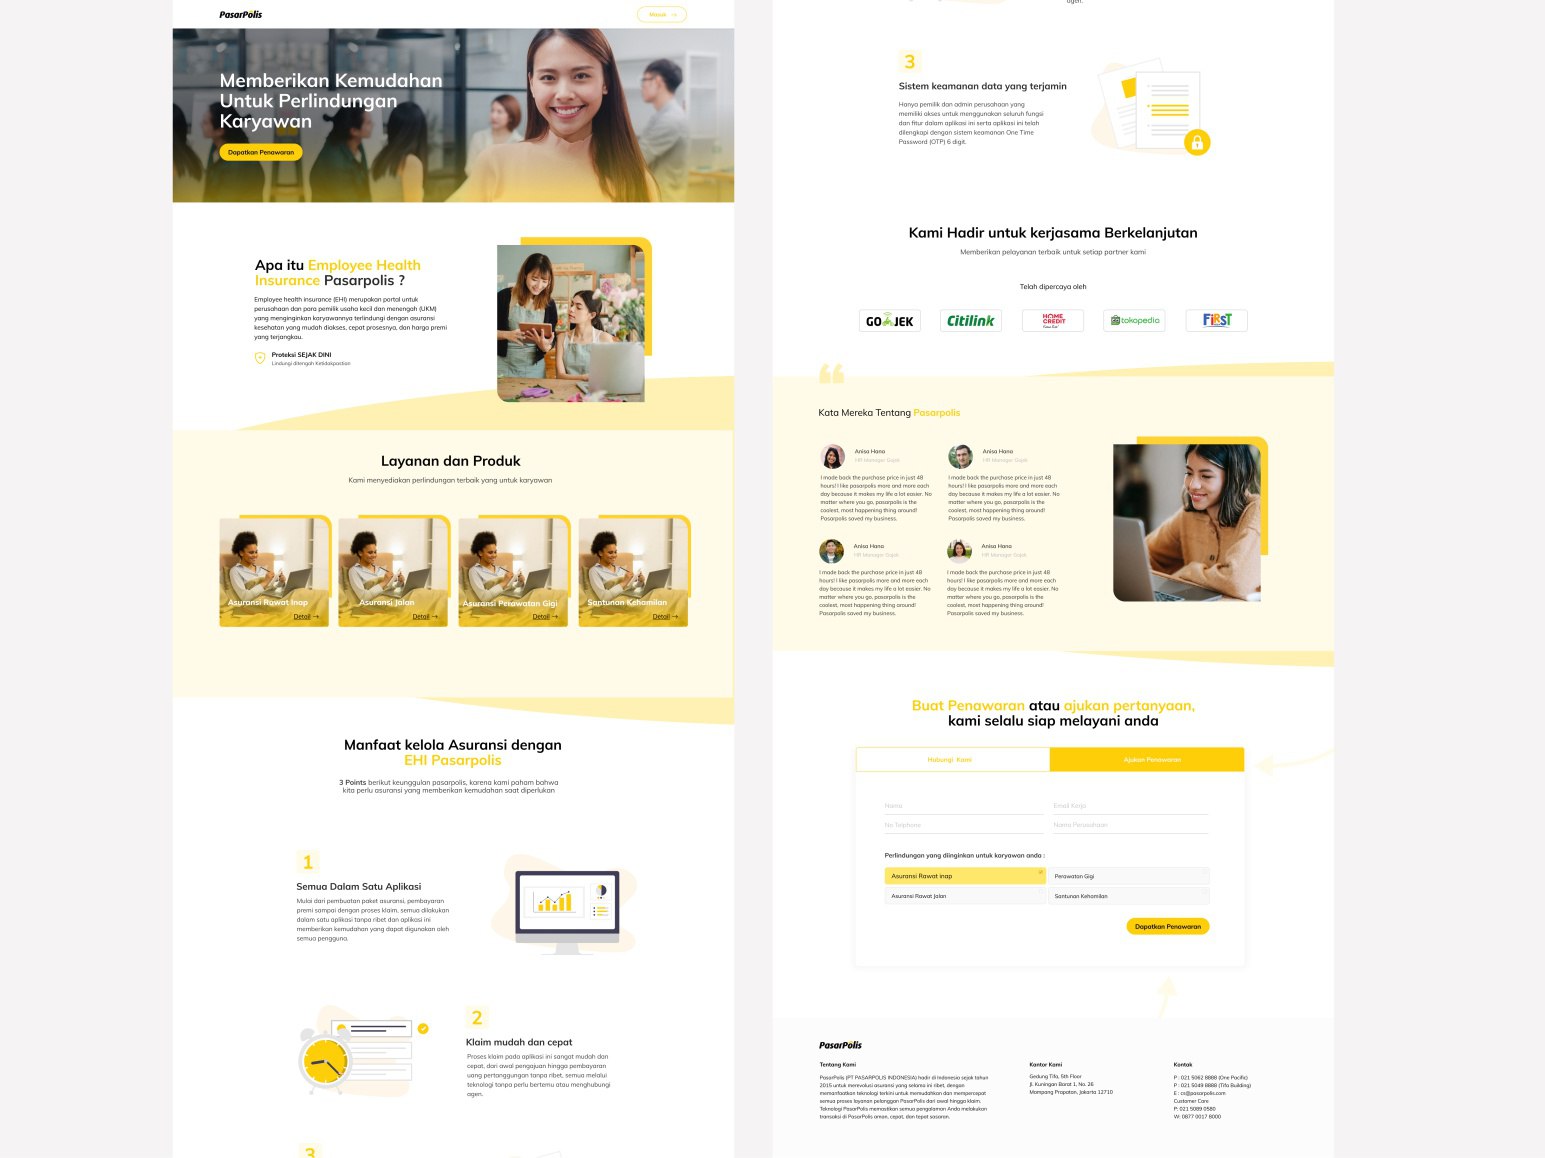 PasarPolis
Masuk →
Memberikan Kemudahan
Untuk Perlindungan
Karyawan
Dapatkan Penawaran
Apa itu Employee Health
Insurance Pasarpolis ?
Employee health insurance (EHI) merupakan portal untuk
perusahaan dan para pemilik usaha kecil dan menengah (UKM)
yang menginginkan karyawannya terlindungi dengan asuransi
kesehatan yang mudah diakses, cepat prosesnya, dan harga premi
yang terjangkau.
Proteksi SEJAK DINI
Lindungi ditengah Ketidakpastian
Layanan dan Produk
Kami menyediakan perlindungan terbaik yang untuk karyawan
Asuransi Rawat Inap
Detail →
Asuransi Jalan
Detail →
Asuransi Perawatan Gigi
Detail →
Santunan Kehamilan
Detail →
Manfaat kelola Asuransi dengan
EHI Pasarpolis
3 Points berikut keunggulan pasarpolis, karena kami paham bahwa
kita perlu asuransi yang memberikan kemudahan saat diperlukan
1
Semua Dalam Satu Aplikasi
Mulai dari pembuatan paket asuransi, pembayaran
premi sampai dengan proses klaim, semua dilakukan
dalam satu aplikasi tanpa ribet dan aplikasi ini
memberikan kemudahan yang dapat digunakan oleh
semua pengguna.
2
Klaim mudah dan cepat
Proses klaim pada aplikasi ini sangat mudah dan
cepat, dari awal pengajuan hingga pembayaran
uang pertanggungan tanpa ribet, semua melalui
teknologi tanpa perlu bertemu atau menghubungi
agen.
3
agen.
3
Sistem keamanan data yang terjamin
Hanya pemilik dan admin perusahaan yang
memiliki akses untuk menggunakan seluruh fungsi
dan fitur dalam aplikasi ini serta aplikasi ini telah
dilengkapi dengan sistem keamanan One Time
Password (OTP) 6 digit.
Kami Hadir untuk kerjasama Berkelanjutan
Memberikan pelayanan terbaik untuk setiap partner kami
Telah dipercaya oleh
GOJEK
Citilink
HOME
CREDIT
tokopedia
FIRST
Kata Mereka Tentang Pasarpolis
Anisa Hana
HR Manager Gojek
I made back the purchase price in just 48
hours! I like pasarpolis more and more each
day because it makes my life a lot easier. No
matter where you go, pasarpolis is the
coolest, most happening thing around!
Pasarpolis saved my business.
Anisa Hana
HR Manager Gojek
I made back the purchase price in just 48
hours! I like pasarpolis more and more each
day because it makes my life a lot easier. No
matter where you go, pasarpolis is the
coolest, most happening thing around!
Pasarpolis saved my business.
Anisa Hana
HR Manager Gojek
I made back the purchase price in just 48
hours! I like pasarpolis more and more each
day because it makes my life a lot easier. No
matter where you go, pasarpolis is the
coolest, most happening thing around!
Pasarpolis saved my business.
Anisa Hana
HR Manager Gojek
I made back the purchase price in just 48
hours! I like pasarpolis more and more each
day because it makes my life a lot easier. No
matter where you go, pasarpolis is the
coolest, most happening thing around!
Pasarpolis saved my business.
Buat Penawaran atau ajukan pertanyaan,
kami selalu siap melayani anda
Hubungi Kami
Ajukan Penawaran
Nama
Email Kerja
No Telphone
Nama Perusahaan
Perlindungan yang diinginkan untuk karyawan anda :
Asuransi Rawat inap
Perawatan Gigi
Asuransi Rawat Jalan
Santunan Kehamilan
Dapatkan Penawaran
PasarPolis
Tentang Kami
PasarPolis (PT PASARPOLIS INDONESIA) hadir di Indonesia sejak tahun
2015 untuk merevolusi asuransi yang selama ini ribet, dengan
memanfaatkan teknologi terkini untuk memudahkan dan mempercepat
semua proses layanan pelanggan PasarPolis dari awal hingga klaim.
Teknologi PasarPolis memastikan semua pengalaman Anda melakukan
transaksi di PasarPolis aman, cepat, dan tepat sasaran.
Kantor Kami
Gedung Tifa, 5th Floor
Jl. Kuningan Barat 1, No. 26
Mampang Prapatan, Jakarta 12710
Kontak
P : 021 5062 8888 (One Pacific)
P : 021 5049 8888 (Tifa Building)
E : cs@pasarpolis.com
Customer Care
P: 021 5089 0580
W: 0877 0017 8000